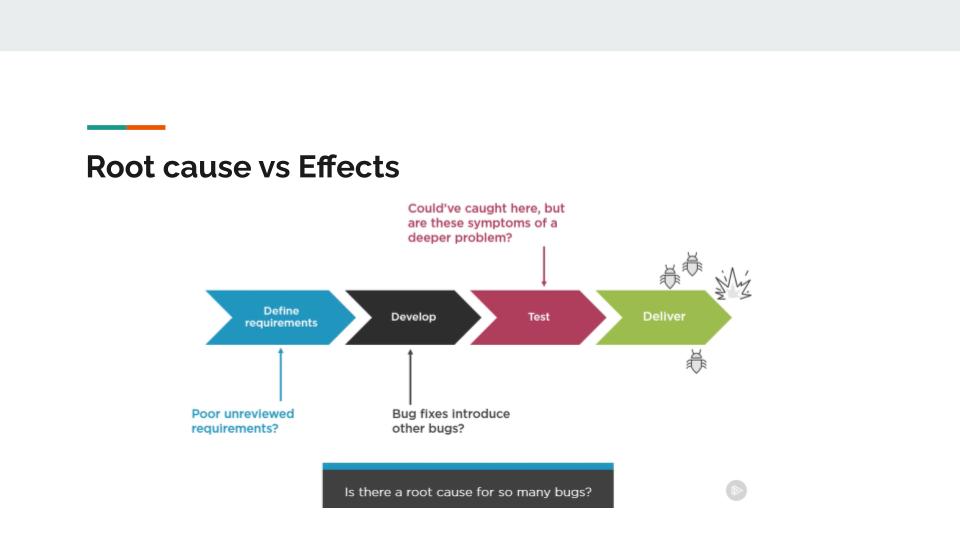 Root cause vs Effects
Could've caught here, but
are these symptoms of a
deeper problem?
Define
requirements
Develop
Test
Deliver
Poor unreviewed
requirements?
Bug fixes introduce
other bugs?
Is there a root cause for so many bugs?